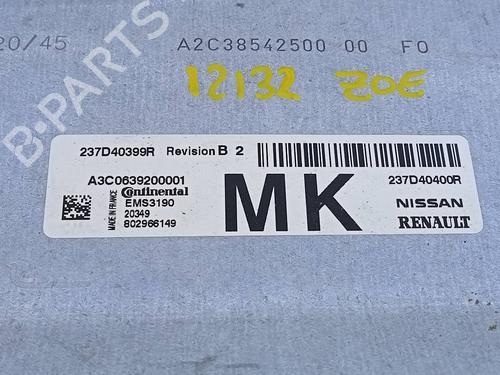 20/45 A2C38542500 00 F0
12132 ZOE
B-PARTS
237D40399R Revision B 2
A3C0639200001
Continental
EMS3190
20349
802966149
MADE IN FRANCE
MK
237D40400R
NISSAN
RENAULT